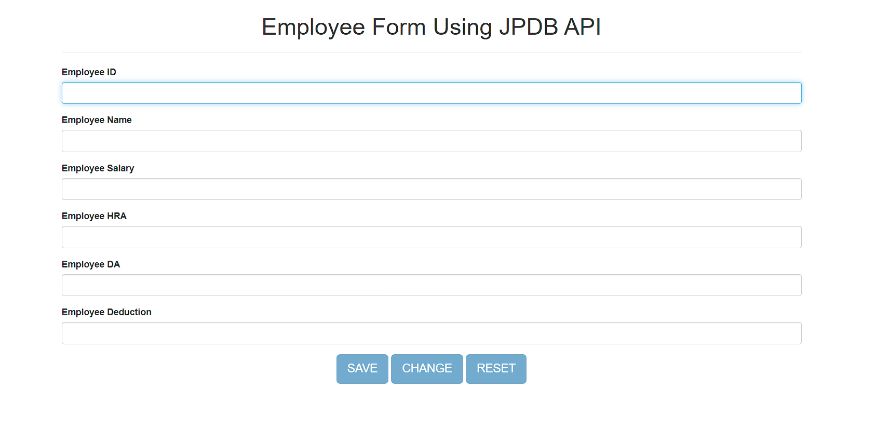 Employee Form Using JPDB API
Employee ID
Employee Name
Employee Salary
Employee HRA
Employee DA
Employee Deduction
SAVE CHANGE RESET